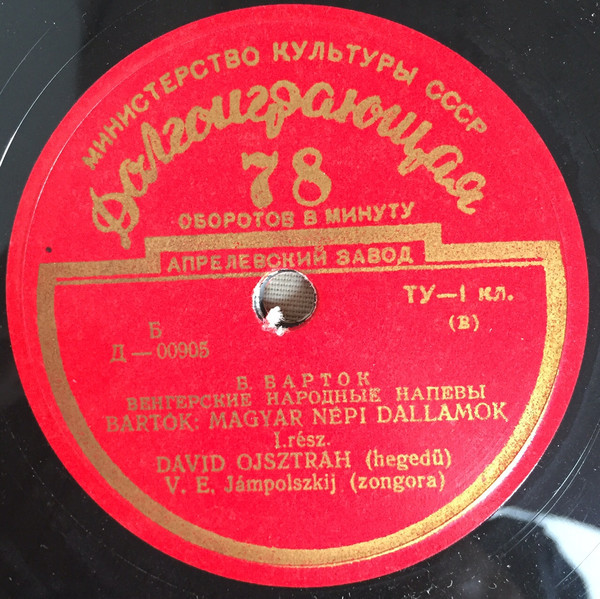 МИНИСТЕРСТВО КУЛЬТУРЫ СССР
Долгоиграющая
78
ОБОРОТОВ В МИНУТУ
АПРЕЛЕВСКИЙ ЗАВОД
ТУ—1 кл.
(В)
Б
Д—00905
Б. БАРТОК
ВЕНГЕРСКИЕ НАРОДНЫЕ НАПЕВЫ
BARTÓK: MAGYAR NÉPI DALLAMOK
I.rész.
DAVID OJSZTRAH (hegedű)
V. E. Jámpolszkij (zongora)